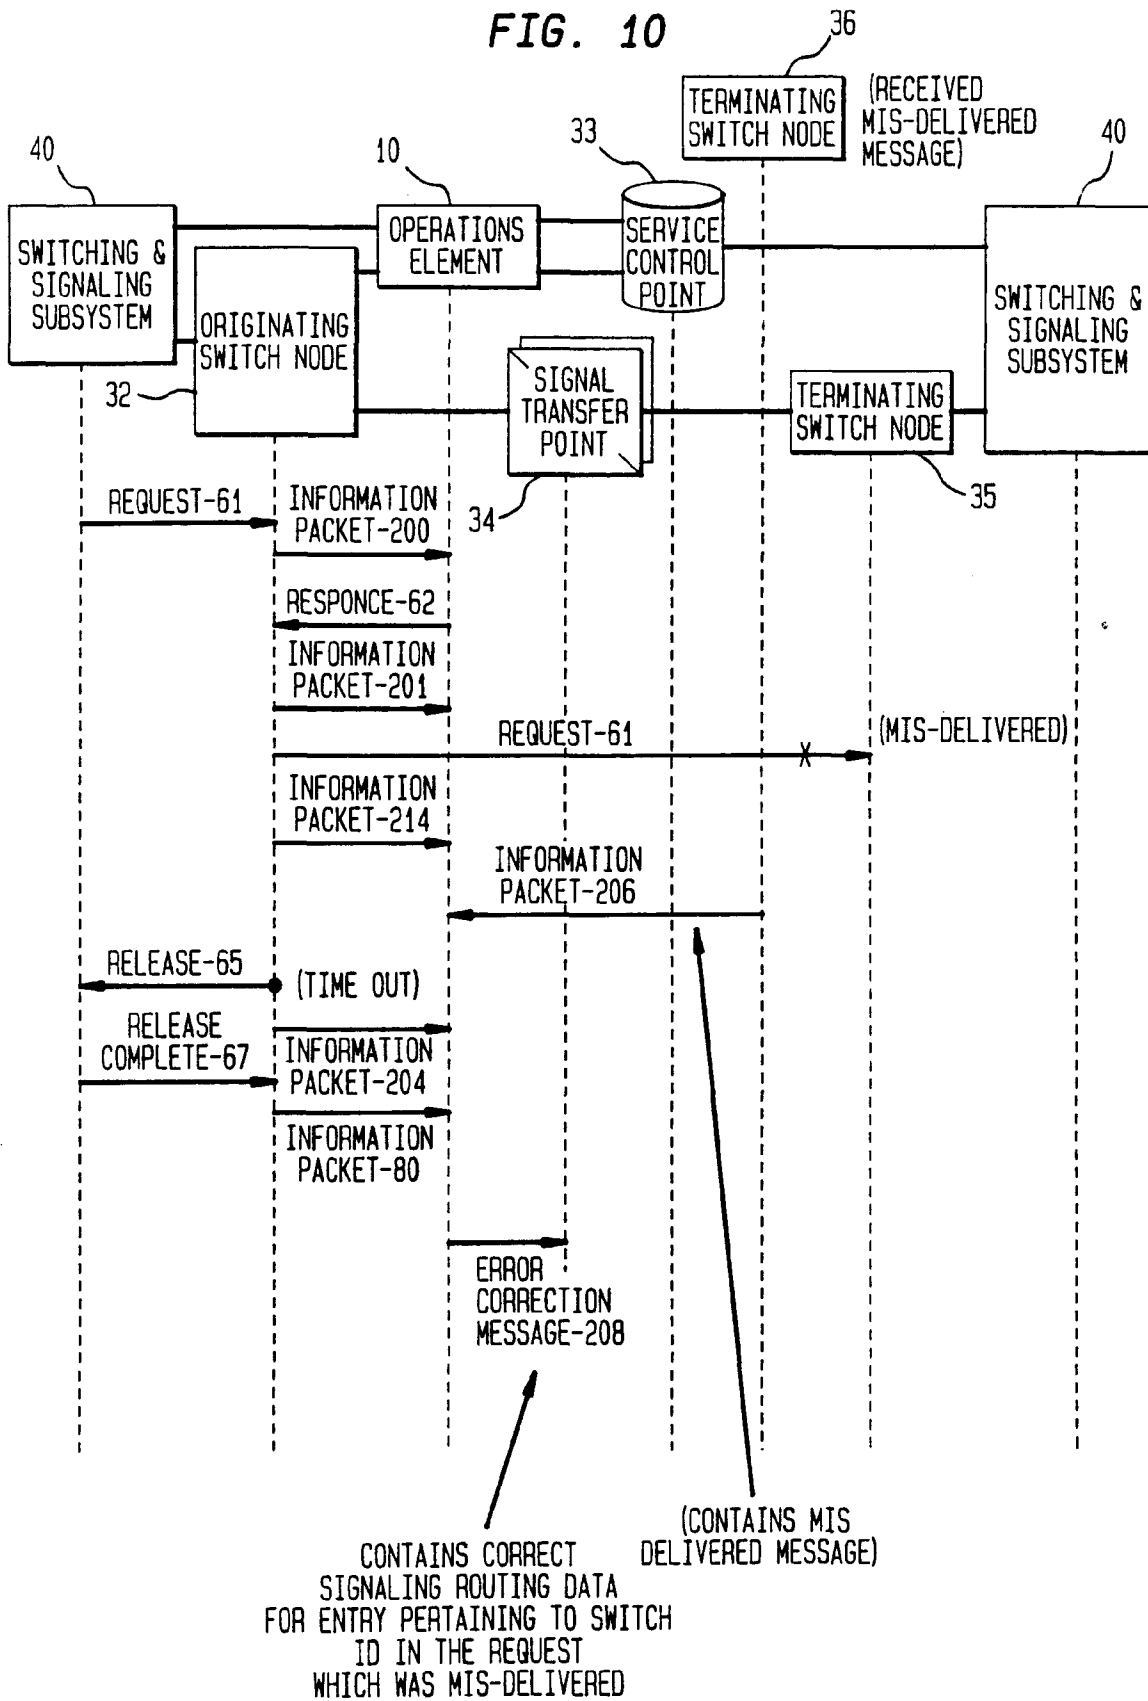 FIG. 10
36
TERMINATING
SWITCH NODE
(RECEIVED
MIS-DELIVERED
MESSAGE)
40
10
33
40
SWITCHING &
SIGNALING
SUBSYSTEM
ORIGINATING
SWITCH NODE
32
OPERATIONS
ELEMENT
SERVICE
CONTROL
POINT
SIGNAL
TRANSFER
POINT
34
TERMINATING
SWITCH NODE
35
SWITCHING &
SIGNALING
SUBSYSTEM
REQUEST-61
INFORMATION
PACKET-200
RESPONCE-62
INFORMATION
PACKET-201
REQUEST-61
X
(MIS-DELIVERED)
INFORMATION
PACKET-214
INFORMATION
PACKET-206
RELEASE-65
(TIME OUT)
RELEASE
COMPLETE-67
INFORMATION
PACKET-204
INFORMATION
PACKET-80
ERROR
CORRECTION
MESSAGE-208
(CONTAINS MIS
DELIVERED MESSAGE)
CONTAINS CORRECT
SIGNALING ROUTING DATA
FOR ENTRY PERTAINING TO SWITCH
ID IN THE REQUEST
WHICH WAS MIS-DELIVERED